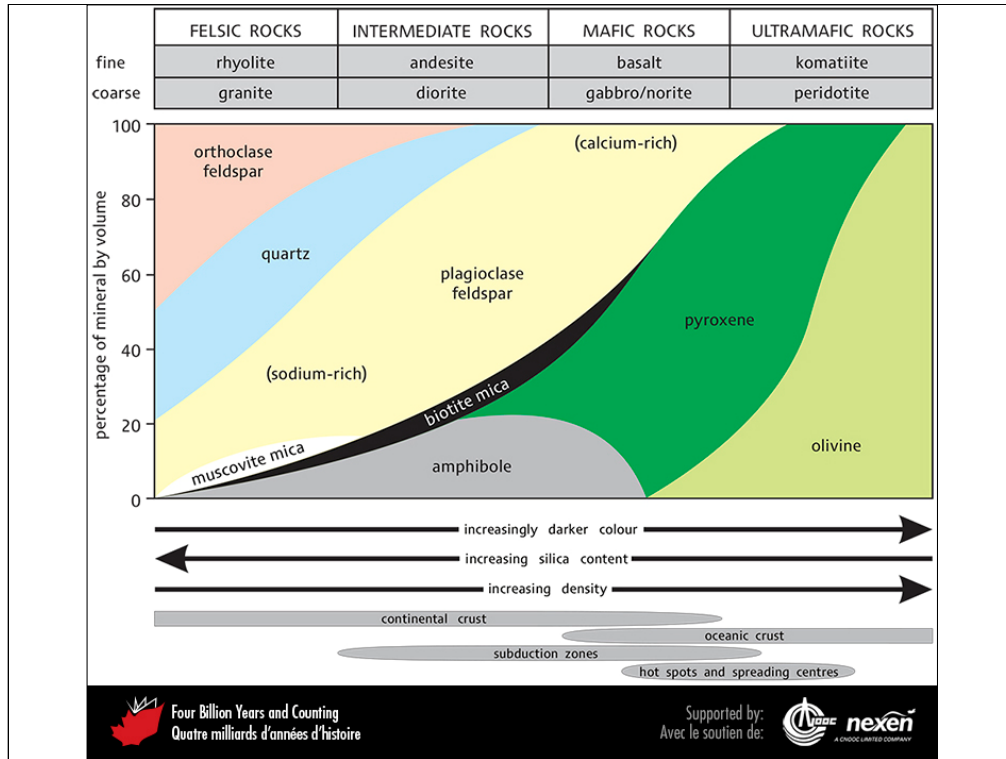 FELSIC ROCKS INTERMEDIATE ROCKS MAFIC ROCKS ULTRAMAFIC ROCKS
fine rhyolite andesite basalt komatiite
coarse granite diorite gabbro/norite peridotite
percentage of mineral by volume
100
80
60
40
20
0
orthoclase
feldspar
quartz
(calcium-rich)
plagioclase
feldspar
(sodium-rich)
pyroxene
muscovite mica
biotite mica
amphibole
olivine
increasingly darker colour
increasing silica content
increasing density
continental crust
oceanic crust
subduction zones
hot spots and spreading centres
Four Billion Years and Counting
Quatre milliards d'années d'histoire
Supported by:
Avec le soutien de:
CNOOC
nexen
A CNOOC LIMITED COMPANY